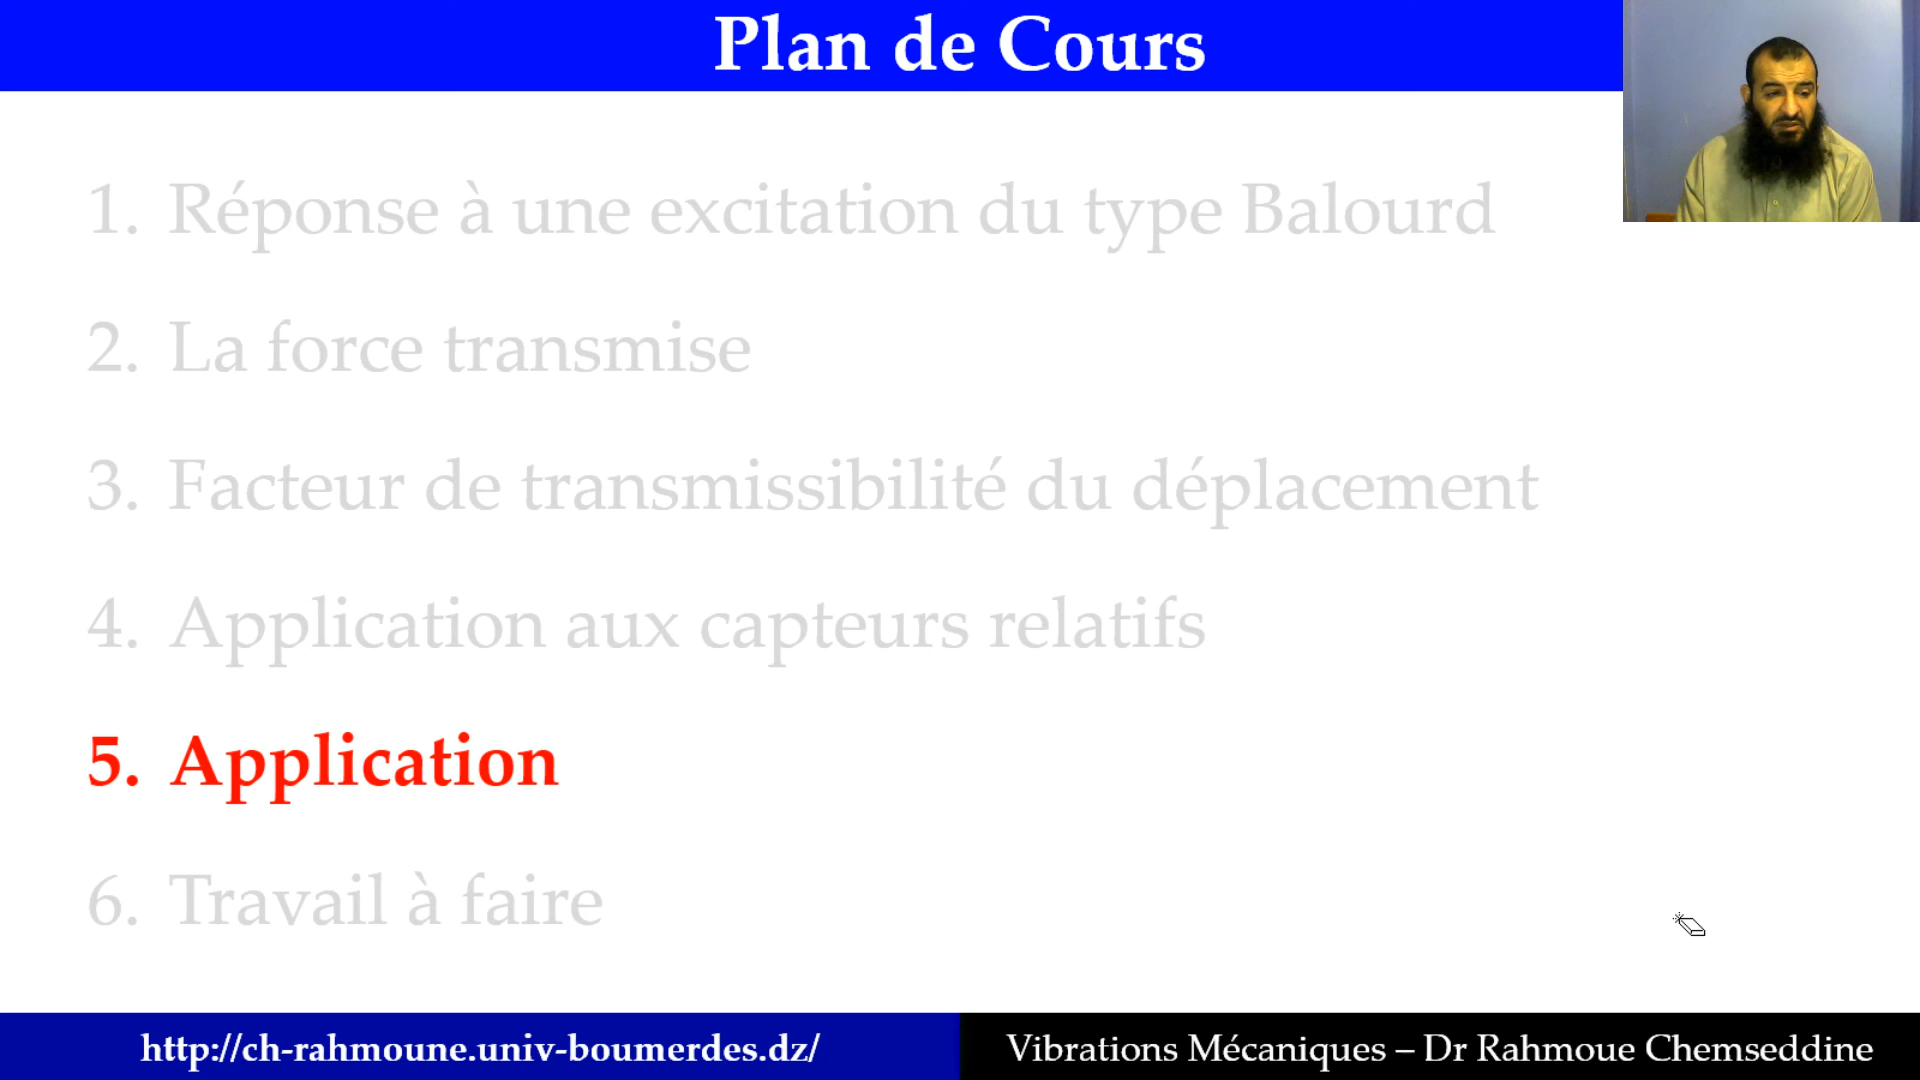 Plan de Cours
1. Réponse à une excitation du type Balourd
2. La force transmise
3. Facteur de transmissibilité du déplacement
4. Application aux capteurs relatifs
5. Application
6. Travail à faire
http://ch-rahmoune.univ-boumerdes.dz/
Vibrations Mécaniques – Dr Rahmoue Chemseddine